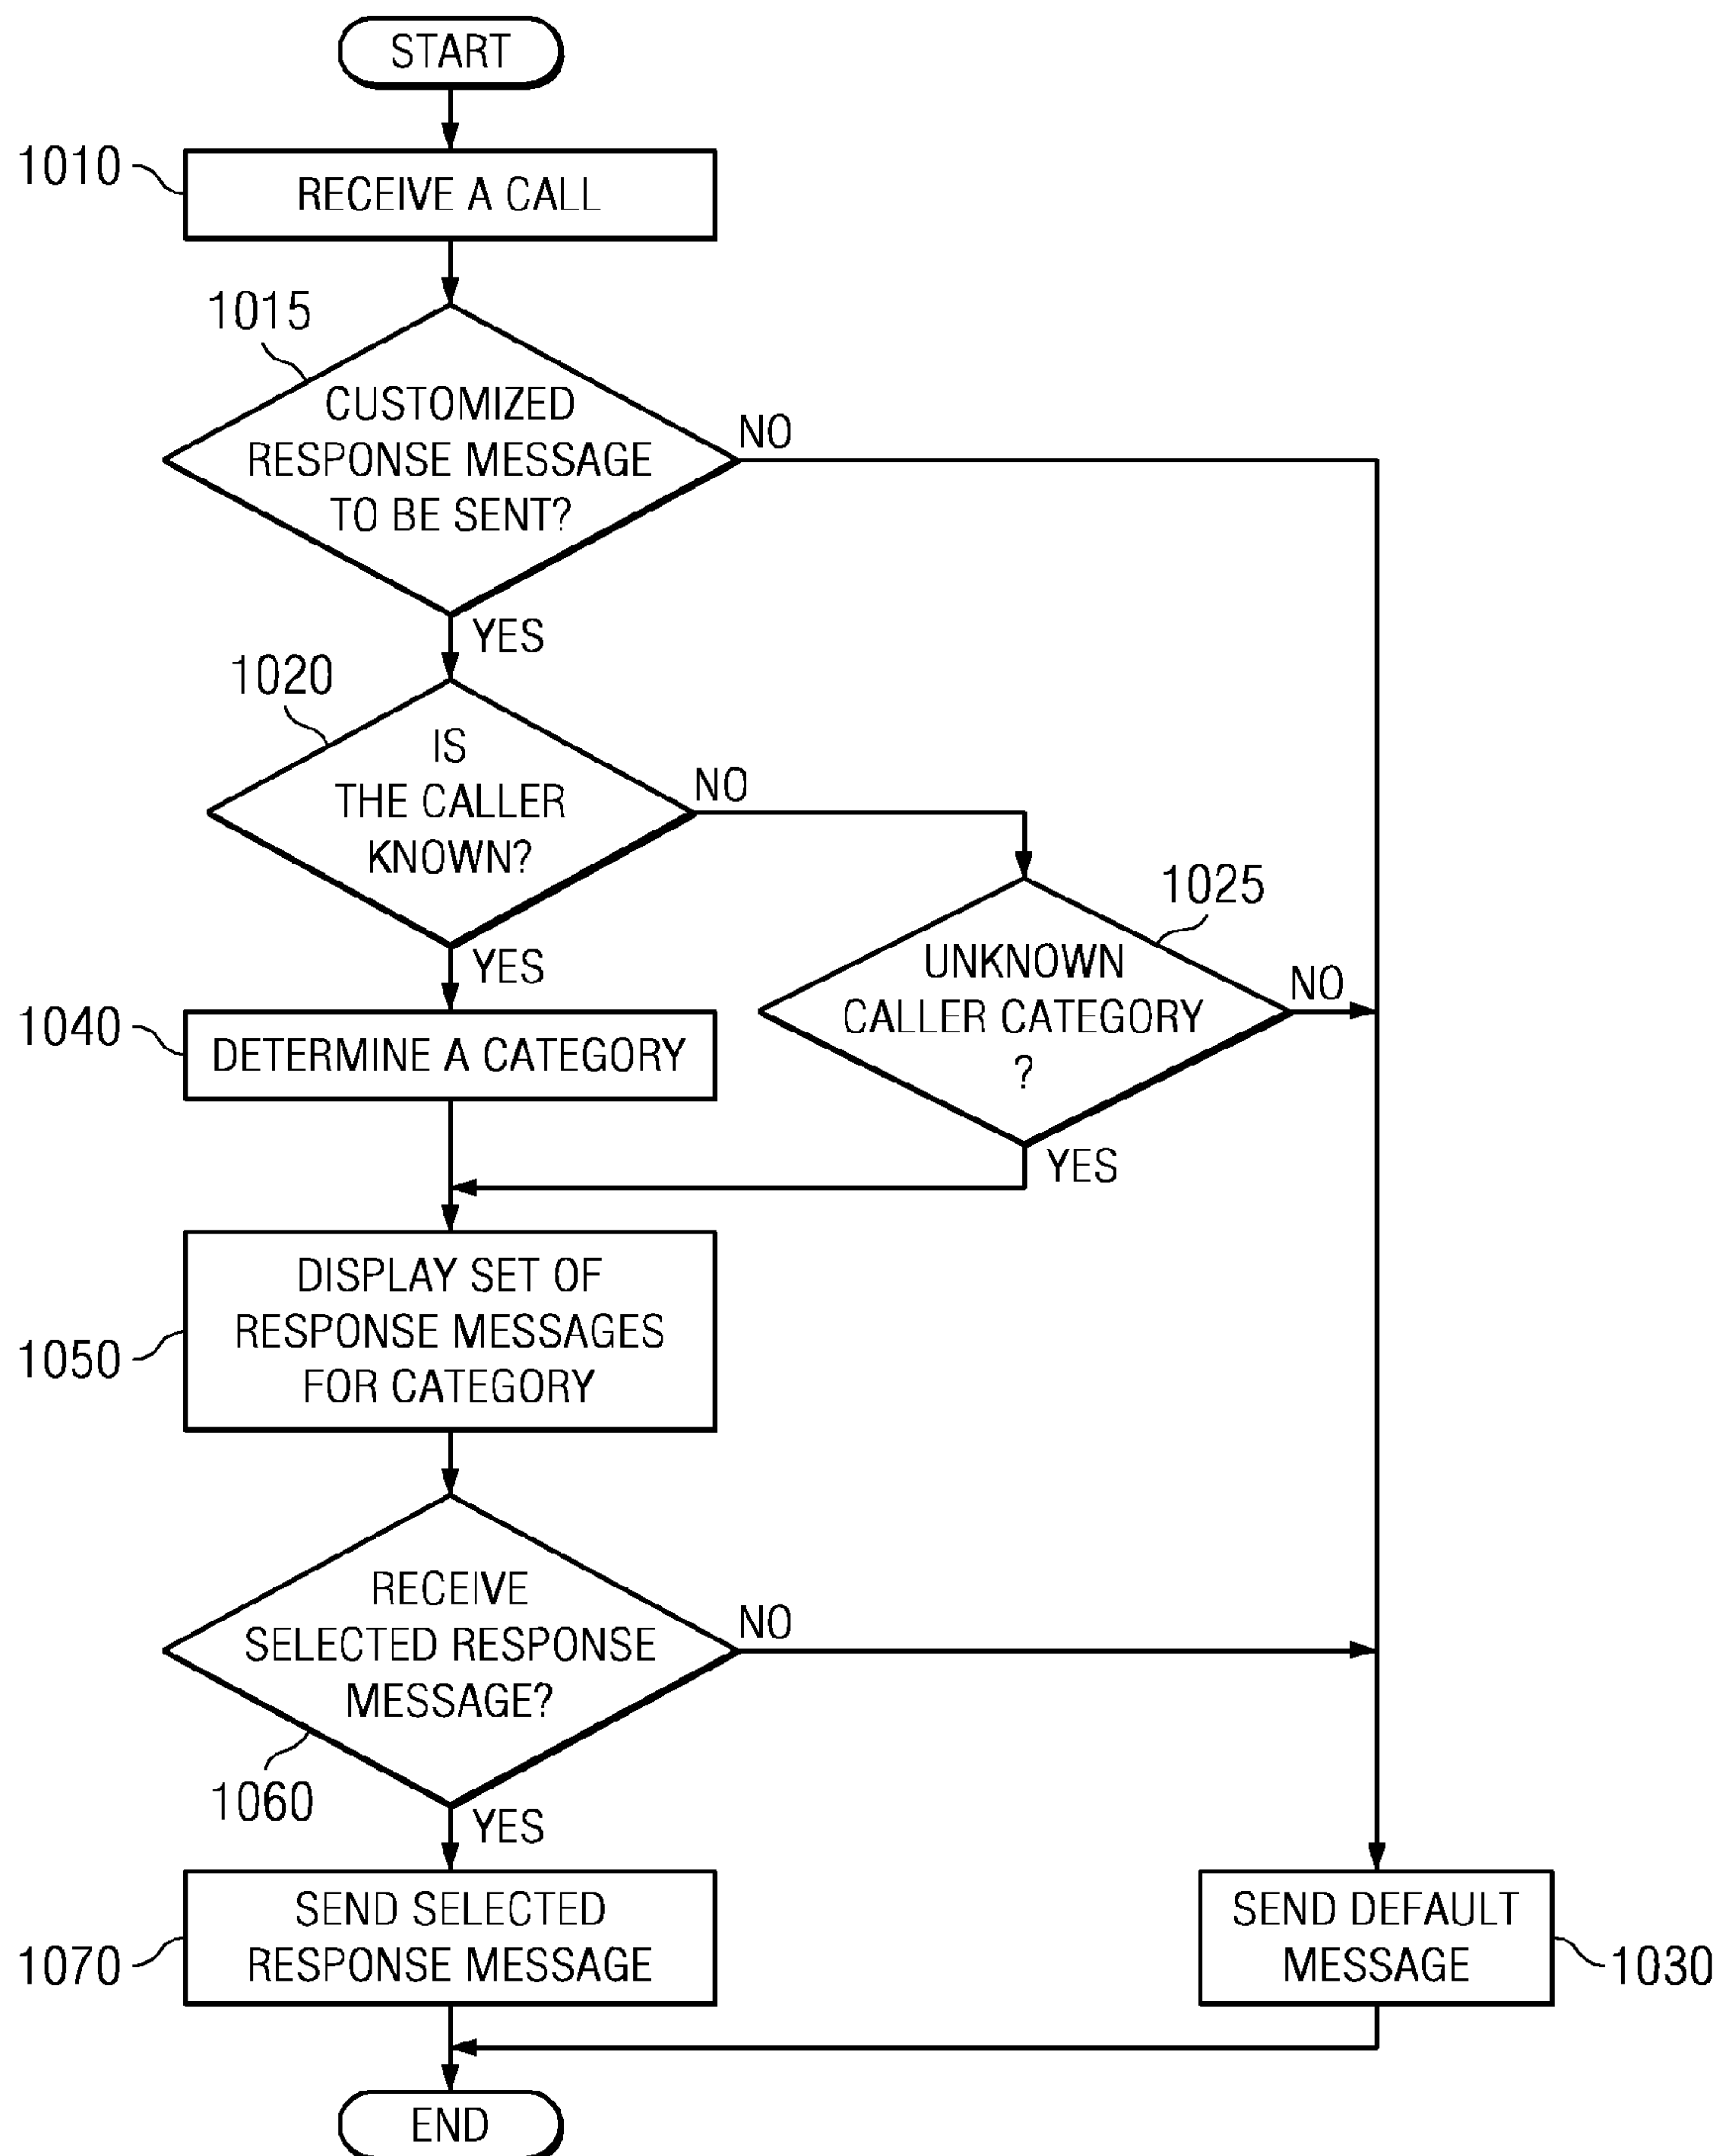 START
1010
RECEIVE A CALL
1015
CUSTOMIZED
RESPONSE MESSAGE
TO BE SENT?
NO
YES
1020
IS
THE CALLER
KNOWN?
NO
YES
1025
UNKNOWN
CALLER CATEGORY
?
NO
YES
1040
DETERMINE A CATEGORY
DISPLAY SET OF
RESPONSE MESSAGES
FOR CATEGORY
1050
RECEIVE
SELECTED RESPONSE
MESSAGE?
NO
1060
YES
SEND SELECTED
RESPONSE MESSAGE
1070
SEND DEFAULT
MESSAGE
1030
END